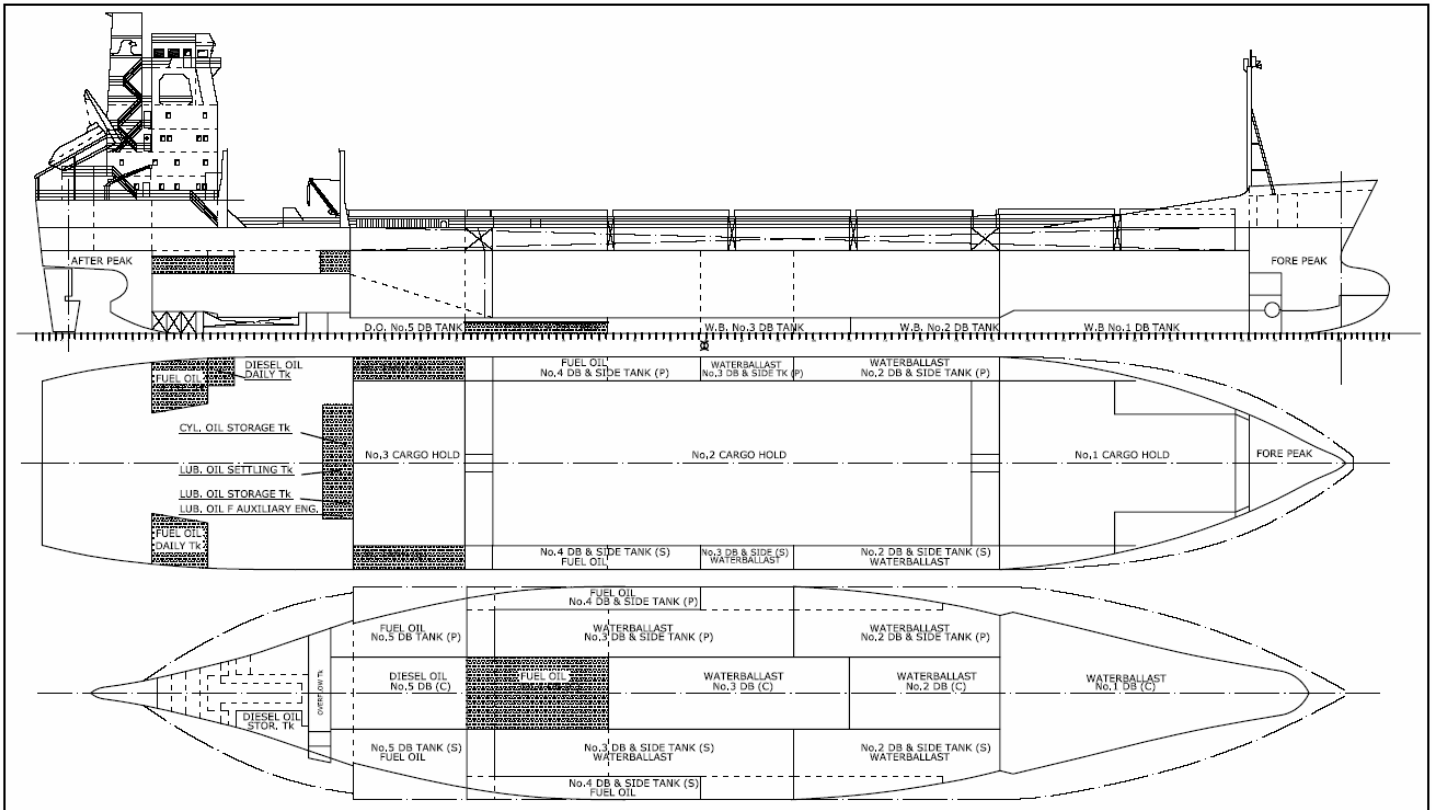 AFTER PEAK
FORE PEAK
D.O. No.5 DB TANK
W.B. No.3 DB TANK
W.B. No.2 DB TANK
W.B No.1 DB TANK
FUEL OIL
DIESEL OIL
DAILY Tk
FUEL OIL
No.4 DB & SIDE TANK (P)
WATERBALLAST
No.3 DB & SIDE TK (P)
WATERBALLAST
No.2 DB & SIDE TANK (P)
CYL. OIL STORAGE Tk
LUB. OIL SETTLING Tk
LUB. OIL STORAGE Tk
LUB. OIL F AUXILIARY ENG.
No,3 CARGO HOLD
No,2 CARGO HOLD
No,1 CARGO HOLD
FORE PEAK
FUEL OIL
DAILY Tk
No.4 DB & SIDE TANK (S)
FUEL OIL
No.3 DB & SIDE (S)
WATERBALLAST
No.2 DB & SIDE TANK (S)
WATERBALLAST
FUEL OIL
No.4 DB & SIDE TANK (P)
FUEL OIL
No.5 DB TANK (P)
WATERBALLAST
No.3 DB & SIDE TANK (P)
WATERBALLAST
No.2 DB & SIDE TANK (P)
OVERFLOW Tk
DIESEL OIL
No.5 DB (C)
FUEL OIL
WATERBALLAST
No.3 DB (C)
WATERBALLAST
No.2 DB (C)
WATERBALLAST
No.1 DB (C)
DIESEL OIL
STOR. Tk
No.5 DB TANK (S)
FUEL OIL
No.3 DB & SIDE TANK (S)
WATERBALLAST
No.2 DB & SIDE TANK (S)
WATERBALLAST
No.4 DB & SIDE TANK (S)
FUEL OIL